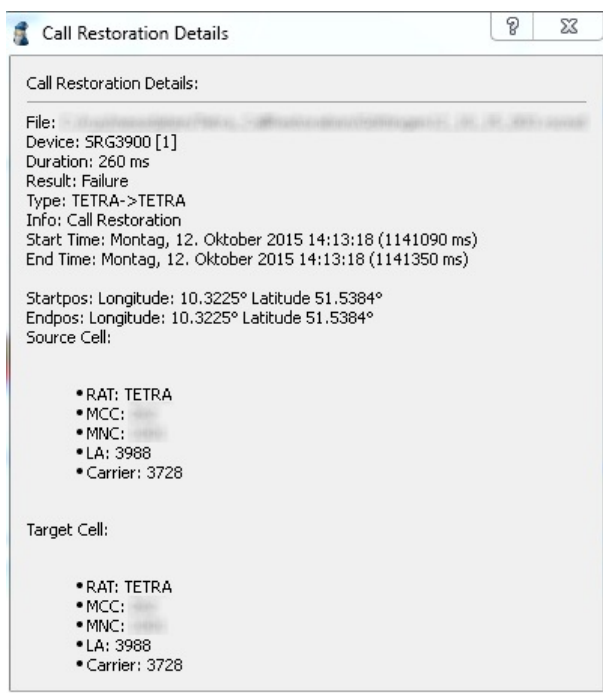 Call Restoration Details
Call Restoration Details:
File:
Device: SRG3900 [1]
Duration: 260 ms
Result: Failure
Type: TETRA->TETRA
Info: Call Restoration
Start Time: Montag, 12. Oktober 2015 14:13:18 (1141090 ms)
End Time: Montag, 12. Oktober 2015 14:13:18 (1141350 ms)
Startpos: Longitude: 10.3225° Latitude 51.5384°
Endpos: Longitude: 10.3225° Latitude 51.5384°
Source Cell:
• RAT: TETRA
• MCC:
• MNC:
• LA: 3988
• Carrier: 3728
Target Cell:
• RAT: TETRA
• MCC:
• MNC:
• LA: 3988
• Carrier: 3728